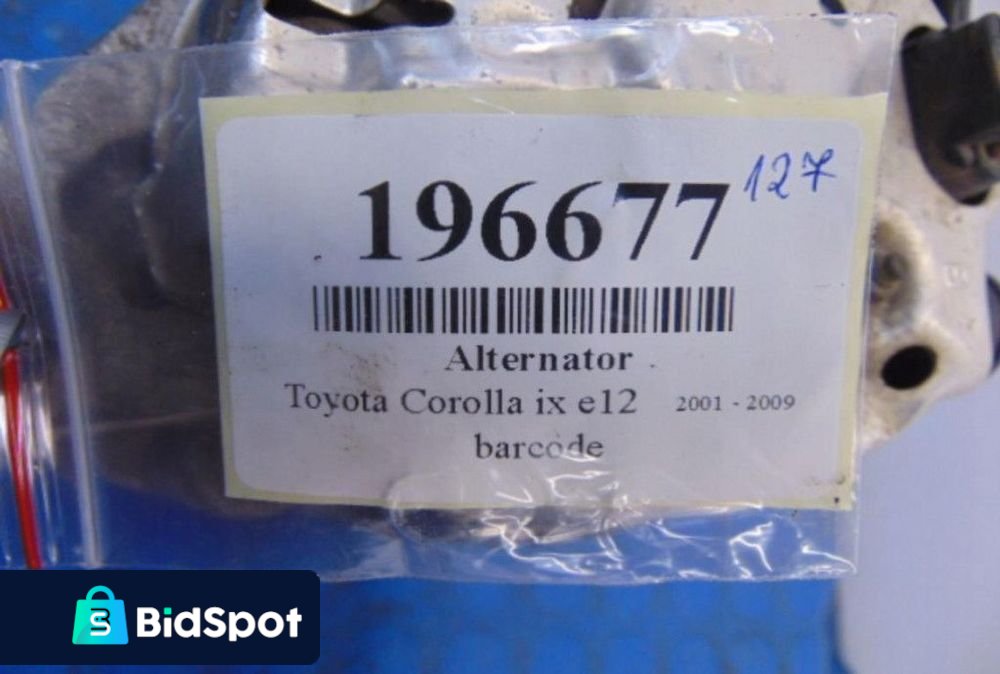 127
196677
Alternator
Toyota Corolla ix e12 2001 - 2009
barcode
BidSpot